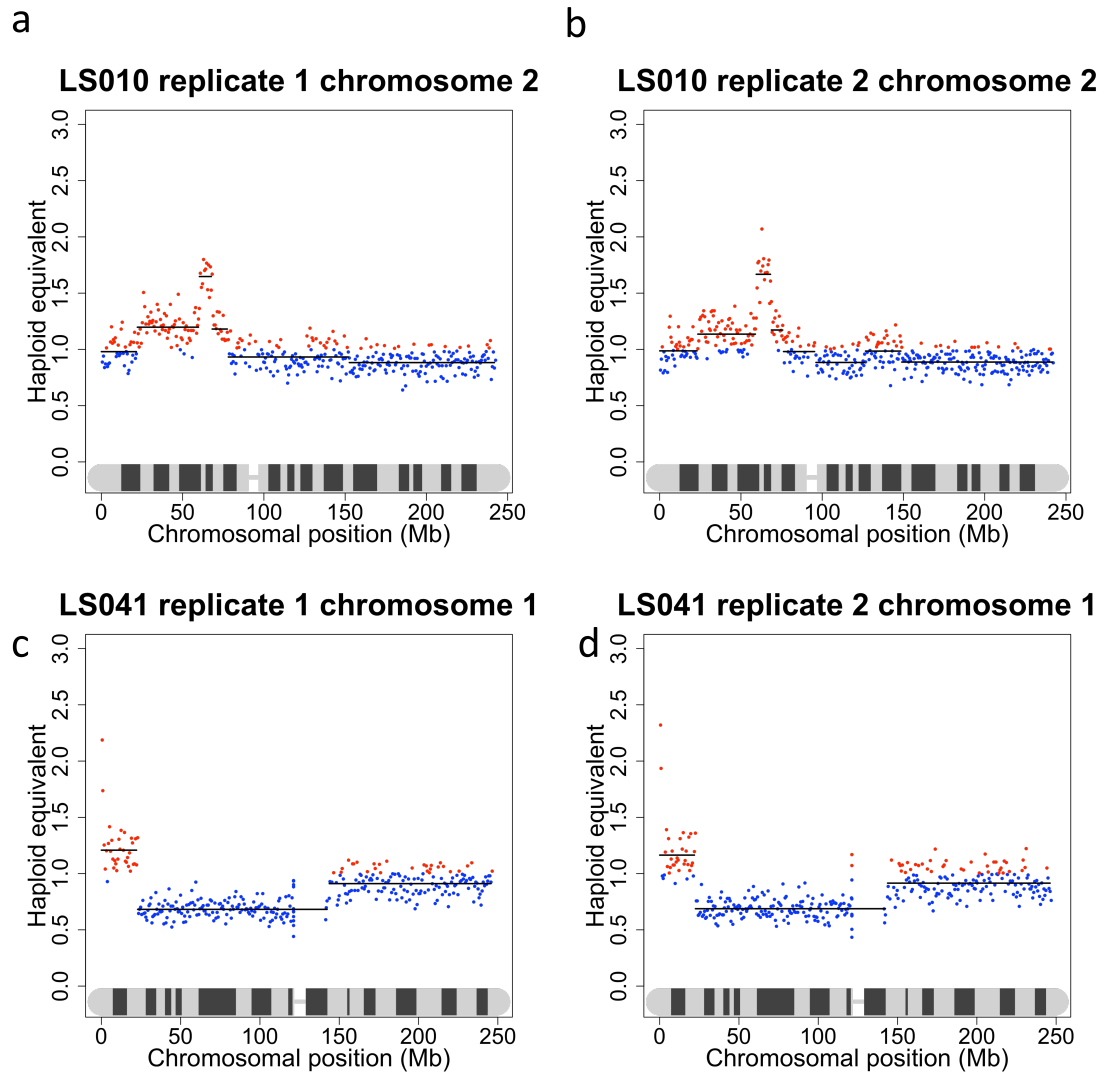 a
b
LS010 replicate 1 chromosome 2
LS010 replicate 2 chromosome 2
Haploid equivalent
3.0
2.5
2.0
1.5
1.0
0.5
0.0
0 50 100 150 200 250
Chromosomal position (Mb)
Haploid equivalent
3.0
2.5
2.0
1.5
1.0
0.5
0.0
0 50 100 150 200 250
Chromosomal position (Mb)
LS041 replicate 1 chromosome 1
LS041 replicate 2 chromosome 1
c
d
Haploid equivalent
3.0
2.5
2.0
1.5
1.0
0.5
0.0
0 50 100 150 200 250
Chromosomal position (Mb)
Haploid equivalent
3.0
2.5
2.0
1.5
1.0
0.5
0.0
0 50 100 150 200 250
Chromosomal position (Mb)